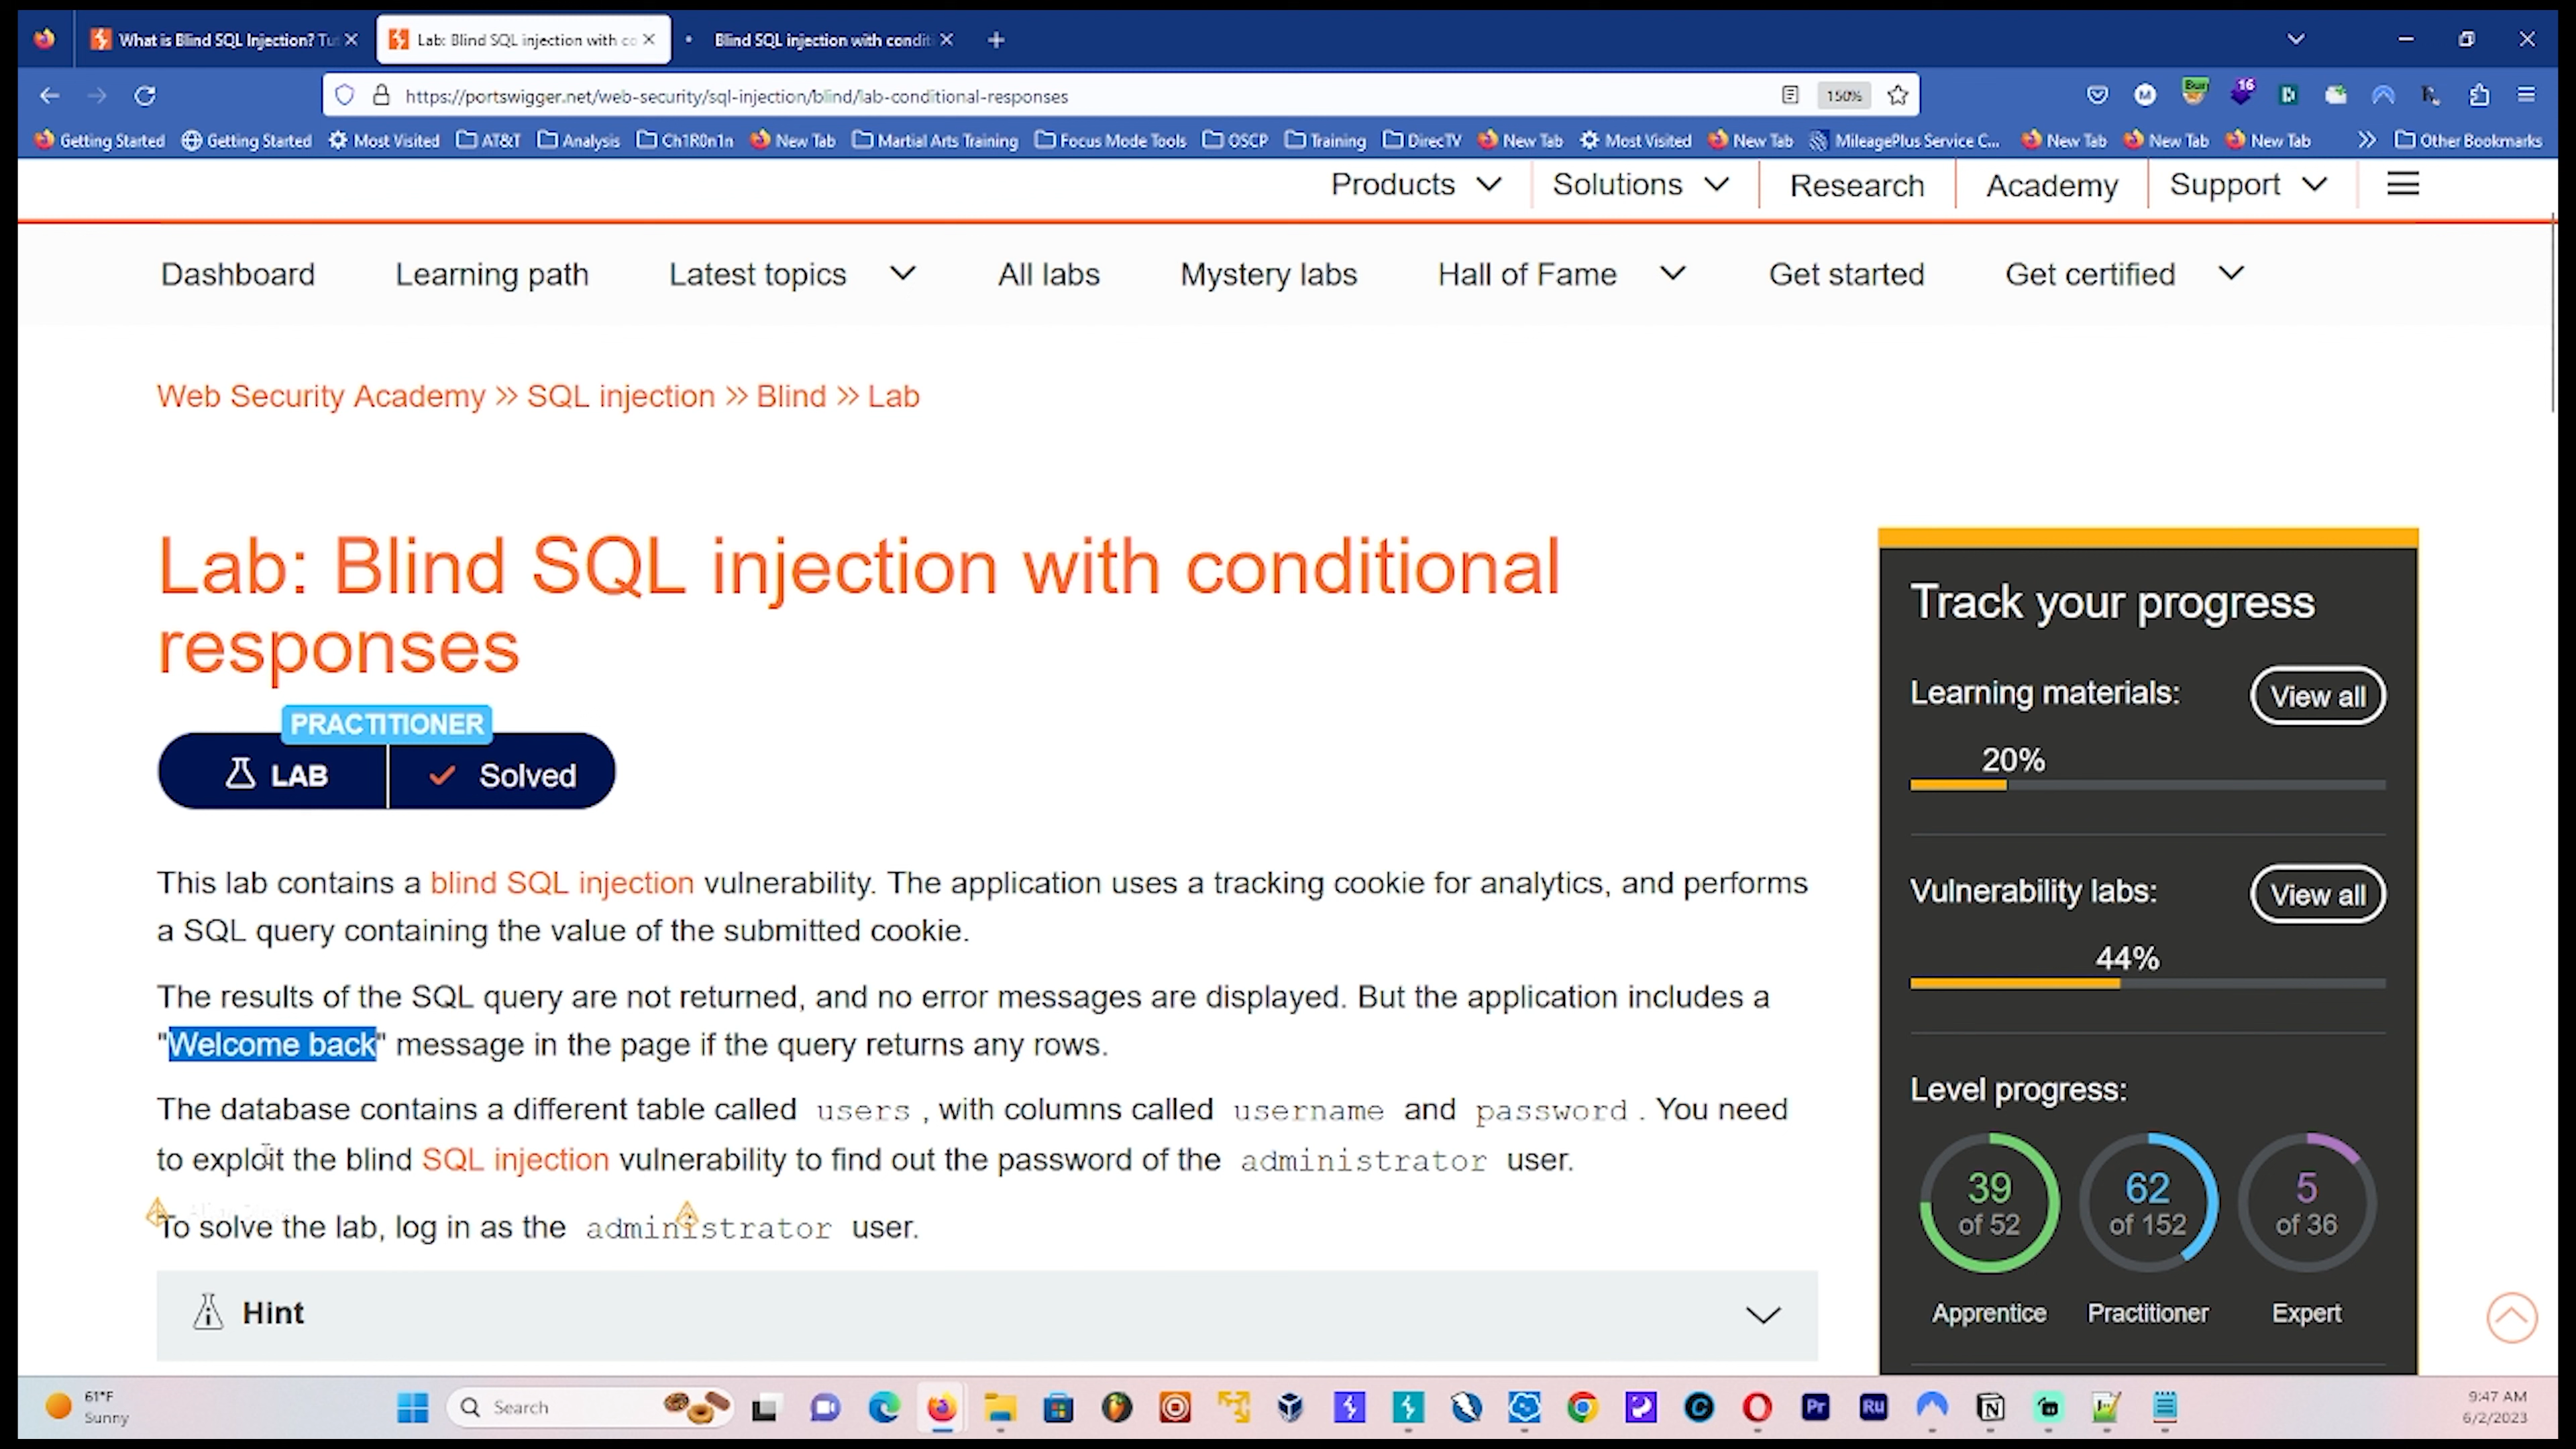 What is Blind SQL Injection? Tu
Lab: Blind SQL injection with co
Blind SQL injection with condit
https://portswigger.net/web-security/sql-injection/blind/lab-conditional-responses
150%
16
Getting Started
Getting Started
Most Visited
AT&T
Analysis
Ch1R0n1n
New Tab
Martial Arts Training
Focus Mode Tools
OSCP
Training
DirecTV
New Tab
Most Visited
New Tab
MileagePlus Service C...
New Tab
New Tab
New Tab
Other Bookmarks
Products
Solutions
Research
Academy
Support
Dashboard
Learning path
Latest topics
All labs
Mystery labs
Hall of Fame
Get started
Get certified
Web Security Academy >> SQL injection >> Blind >> Lab
Lab: Blind SQL injection with conditional
responses
PRACTITIONER
LAB
Solved
This lab contains a blind SQL injection vulnerability. The application uses a tracking cookie for analytics, and performs
a SQL query containing the value of the submitted cookie.
The results of the SQL query are not returned, and no error messages are displayed. But the application includes a
"Welcome back" message in the page if the query returns any rows.
The database contains a different table called users, with columns called username and password. You need
to exploit the blind SQL injection vulnerability to find out the password of the administrator user.
To solve the lab, log in as the administrator user.
Hint
Track your progress
Learning materials:
View all
20%
Vulnerability labs:
View all
44%
Level progress:
39
of 52
62
of 152
5
of 36
Apprentice
Practitioner
Expert
61°F
Sunny
Search
Pr
Ru
9:47 AM
6/2/2023